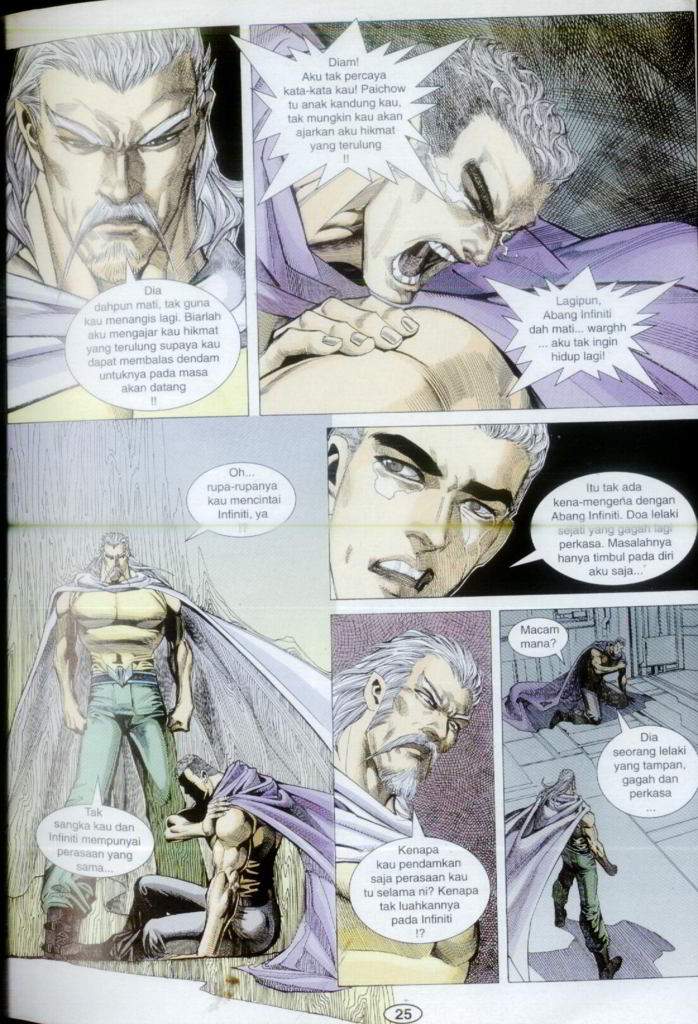 Dia
dahpun mati, tak guna
kau menangis lagi. Biarlah
aku mengajar kau hikmat
yang terulung supaya kau
dapat membalas dendam
untuknya pada masa
akan datang
!!
Diam!
Aku tak percaya
kata-kata kau! Paichow
tu anak kandung kau,
tak mungkin kau akan
ajarkan aku hikmat
yang terulung
!!
Lagipun,
Abang Infiniti
dah mati... warghh
... aku tak ingin
hidup lagi!
Oh...
rupa-rupanya
kau mencintai
Infiniti, ya
?!
Itu tak ada
kena-mengena dengan
Abang Infiniti. Doa lelaki
sejati yang gagah lagi
perkasa. Masalahnya
hanya timbul pada diri
aku saja...
Tak
sangka kau dan
Infiniti mempunyai
perasaan yang
sama...
Kenapa
kau pendamkan
saja perasaan kau
tu selama ni? Kenapa
tak luahkannya
pada Infiniti
!?
Macam
mana?
Dia
seorang lelaki
yang tampan,
gagah dan
perkasa
...
25